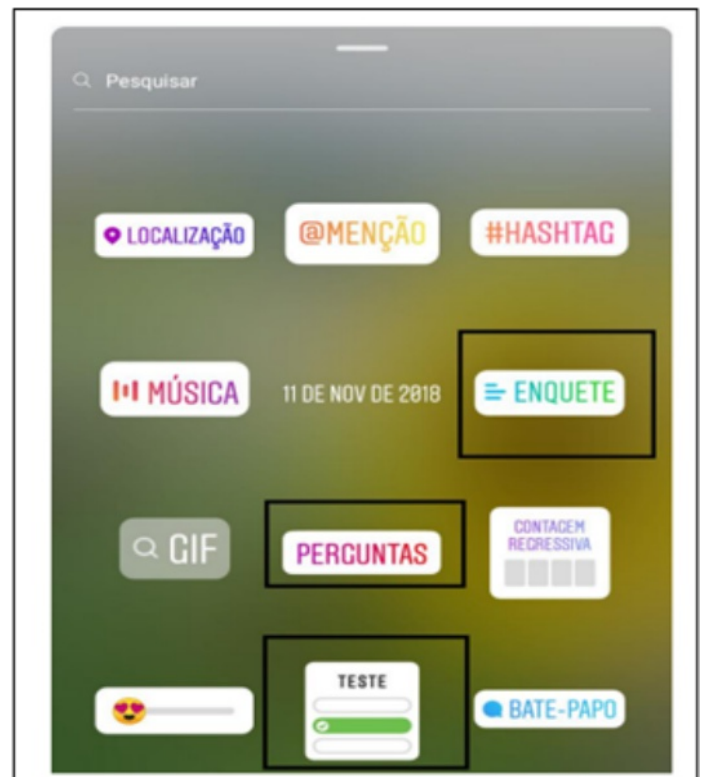 Pesquisar
LOCALIZAÇÃO
@MENÇÃO
#HASHTAG
MÚSICA
11 DE NOV DE 2018
ENQUETE
GIF
PERGUNTAS
CONTAGEM
REGRESSIVA
TESTE
BATE-PAPO